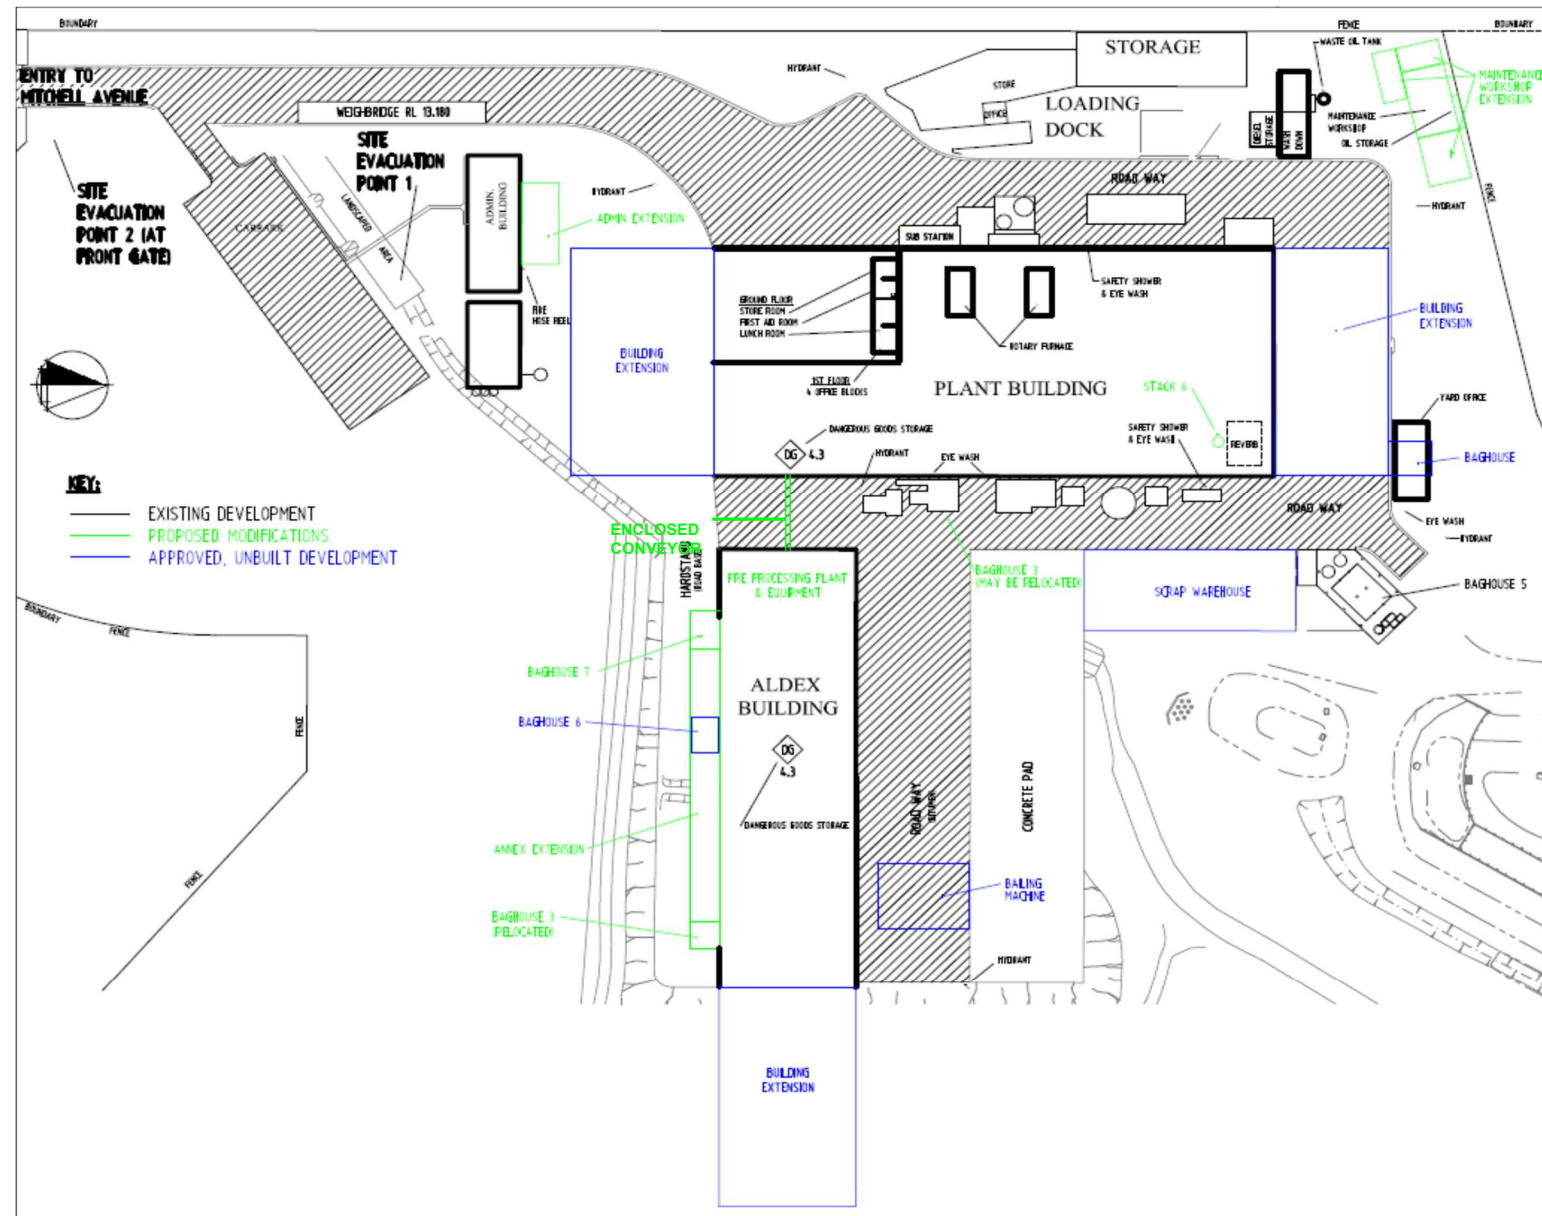 BOUNDARY
FENCE
BOUNDARY
ENTRY TO
MITCHELL AVENUE
WEIGHBRIDGE RL 13.180
HYDRANT
STORE
OFFICE
STORAGE
LOADING
DOCK
WASTE OIL TANK
DIESEL
STORAGE
WASH
DOWN
MAINTENANCE
WORKSHOP
OIL STORAGE
MAINTENANCE
WORKSHOP
EXTENSION
FENCE
HYDRANT
SITE
EVACUATION
POINT 1
SITE
EVACUATION
POINT 2 (AT
FRONT GATE)
CARPARK
LANDSCAPED
AREA
ADMIN.
BUILDING
HYDRANT
ADMIN EXTENSION
FIRE
HOSE REEL
ROAD WAY
SUB STATION
SAFETY SHOWER
& EYE WASH
GROUND FLOOR
STORE ROOM
FIRST AID ROOM
LUNCH ROOM
1ST FLOOR
4 OFFICE BLOCKS
ROTARY FURNACE
BUILDING
EXTENSION
BUILDING
EXTENSION
PLANT BUILDING
STACK 6
REVERB
SAFETY SHOWER
& EYE WASH
YARD OFFICE
BAGHOUSE
DANGEROUS GOODS STORAGE
DG
4.3
HYDRANT
EYE WASH
ROAD WAY
EYE WASH
HYDRANT
KEY:
EXISTING DEVELOPMENT
PROPOSED MODIFICATIONS
APPROVED, UNBUILT DEVELOPMENT
ENCLOSED
CONVEYOR
HARDSTAND
(ROAD BASE)
PRE PROCESSING PLANT
& EQUIPMENT
BAGHOUSE 3
(MAY BE RELOCATED)
SCRAP WAREHOUSE
BAGHOUSE 5
BOUNDARY
FENCE
FENCE
FENCE
BAGHOUSE 7
BAGHOUSE 6
ALDEX
BUILDING
DG
4.3
DANGEROUS GOODS STORAGE
ANNEX EXTENSION
BAGHOUSE 3
(RELOCATED)
ROAD WAY
(BITUMEN)
CONCRETE PAD
BAILING
MACHINE
HYDRANT
BUILDING
EXTENSION